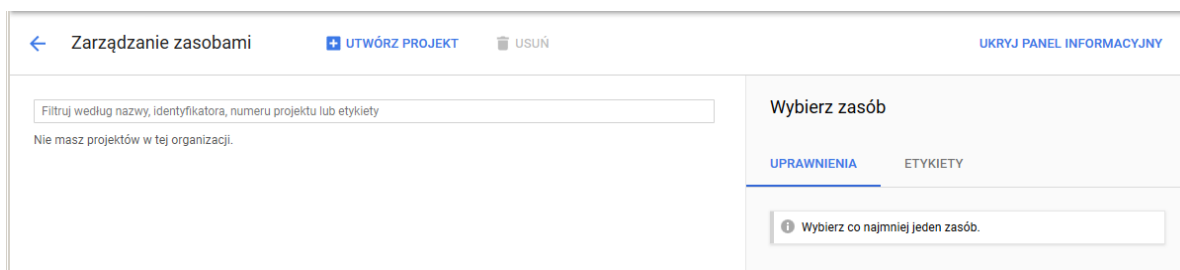 Zarządzanie zasobami
UTWÓRZ PROJEKT
USUŃ
UKRYJ PANEL INFORMACYJNY
Filtruj według nazwy, identyfikatora, numeru projektu lub etykiety
Nie masz projektów w tej organizacji.
Wybierz zasób
UPRAWNIENIA
ETYKIETY
Wybierz co najmniej jeden zasób.